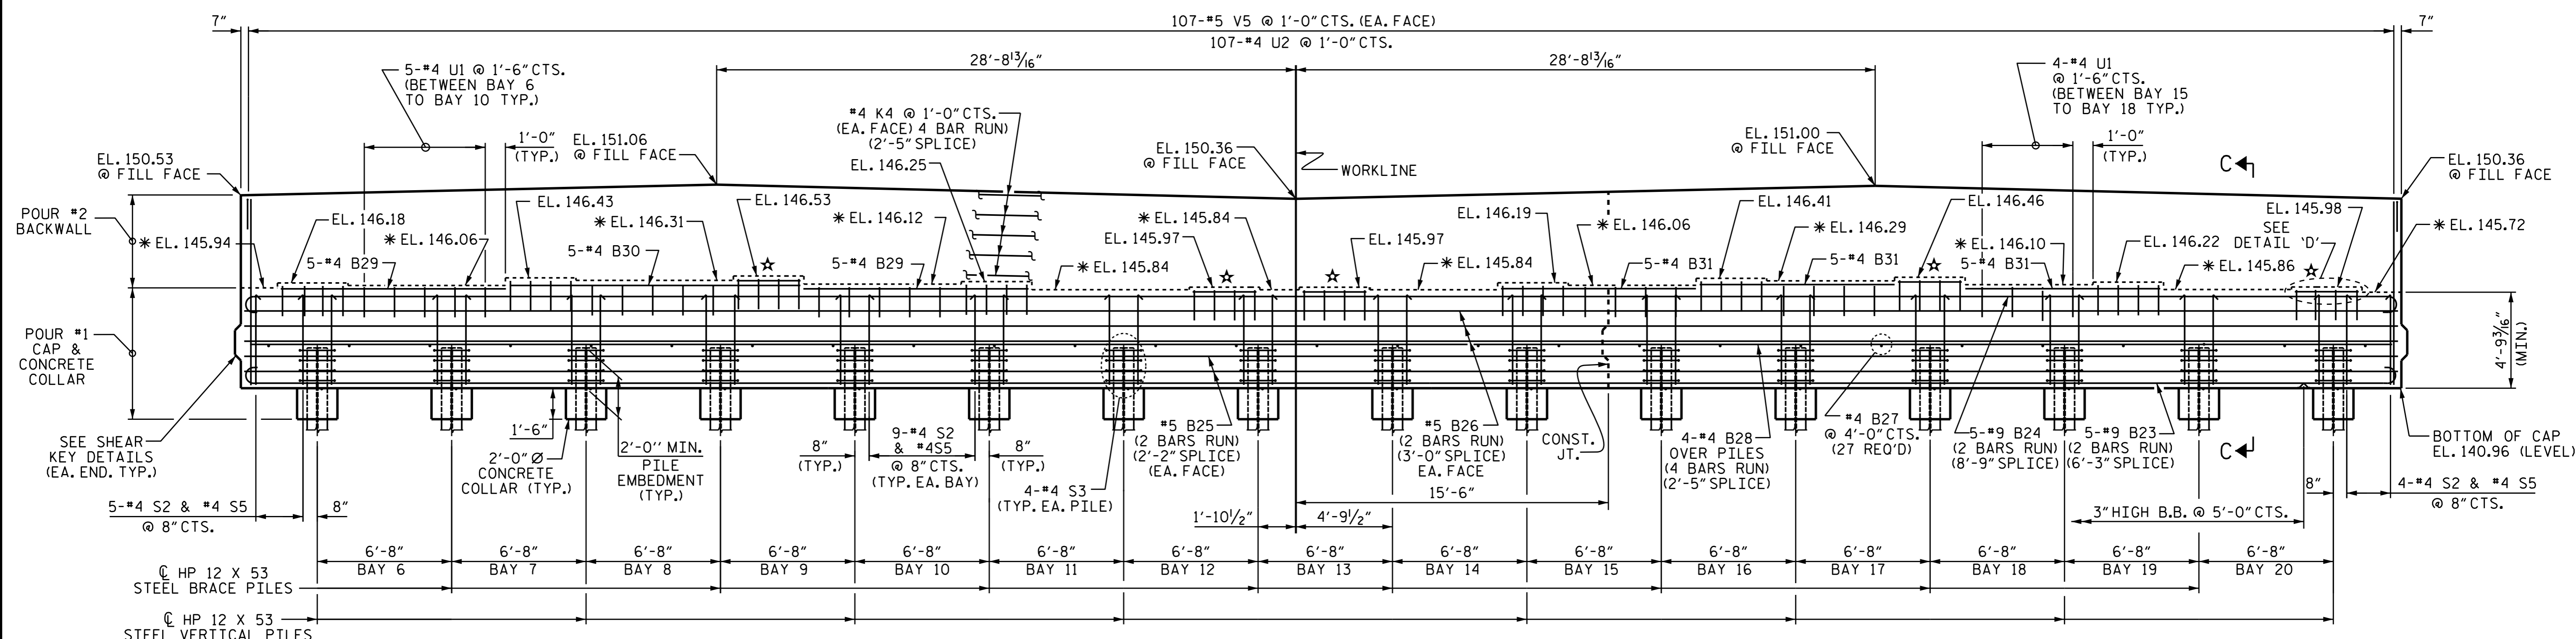 7" 107-#5 V5 @ 1'-0" CTS. (EA. FACE) 7"
107-#4 U2 @ 1'-0" CTS.
28'-8 13/16" 28'-8 13/16"
5-#4 U1 @ 1'-6" CTS.
(BETWEEN BAY 6
TO BAY 10 TYP.)
4-#4 U1
@ 1'-6" CTS.
(BETWEEN BAY 15
TO BAY 18 TYP.)
#4 K4 @ 1'-0" CTS.
(EA. FACE) 4 BAR RUN)
(2'-5" SPLICE)
1'-0"
(TYP.)
EL. 151.06
@ FILL FACE
EL. 150.36
@ FILL FACE
WORKLINE
EL. 151.00
@ FILL FACE
1'-0"
(TYP.)
C
EL. 150.53
@ FILL FACE
EL. 150.36
@ FILL FACE
POUR #2
BACKWALL
✳ EL. 145.94
EL. 146.18
5-#4 B29
✳ EL. 146.06
EL. 146.43
✳ EL. 146.31
5-#4 B30
EL. 146.53
☆
✳ EL. 146.12
5-#4 B29
EL. 146.25
✳ EL. 145.84
EL. 145.97
☆
✳ EL. 145.84
☆
EL. 145.97
✳ EL. 145.84
EL. 146.19
✳ EL. 146.06
5-#4 B31
EL. 146.41
✳ EL. 146.29
5-#4 B31
EL. 146.46
☆
✳ EL. 146.10
5-#4 B31
EL. 146.22
✳ EL. 145.86
EL. 145.98
SEE
DETAIL 'D'
☆
✳ EL. 145.72
POUR #1
CAP &
CONCRETE
COLLAR
4'-9 3/16"
(MIN.)
SEE SHEAR
KEY DETAILS
(EA. END. TYP.)
1'-6"
2'-0" Ø
CONCRETE
COLLAR (TYP.)
2'-0" MIN.
PILE
EMBEDMENT
(TYP.)
8"
(TYP.)
9-#4 S2
& #4S5
@ 8" CTS.
(TYP. EA. BAY)
8"
(TYP.)
4-#4 S3
(TYP. EA. PILE)
#5 B25
(2 BARS RUN)
(2'-2" SPLICE)
(EA. FACE)
#5 B26
(2 BARS RUN)
(3'-0" SPLICE)
EA. FACE
CONST.
JT.
4-#4 B28
OVER PILES
(4 BARS RUN)
(2'-5" SPLICE)
#4 B27
@ 4'-0" CTS.
(27 REQ'D)
5-#9 B24
(2 BARS RUN)
(8'-9" SPLICE)
5-#9 B23
(2 BARS RUN)
(6'-3" SPLICE)
C
BOTTOM OF CAP
EL. 140.96 (LEVEL)
5-#4 S2 & #4 S5
@ 8" CTS.
8"
1'-10 1/2"
4'-9 1/2"
15'-6"
3" HIGH B.B. @ 5'-0" CTS.
8"
4-#4 S2 & #4 S5
@ 8" CTS.
6'-8" 6'-8" 6'-8" 6'-8" 6'-8" 6'-8" 6'-8" 6'-8" 6'-8" 6'-8" 6'-8" 6'-8" 6'-8" 6'-8" 6'-8"
BAY 6 BAY 7 BAY 8 BAY 9 BAY 10 BAY 11 BAY 12 BAY 13 BAY 14 BAY 15 BAY 16 BAY 17 BAY 18 BAY 19 BAY 20
℄ HP 12 X 53
STEEL BRACE PILES
℄ HP 12 X 53
STEEL VERTICAL PILES